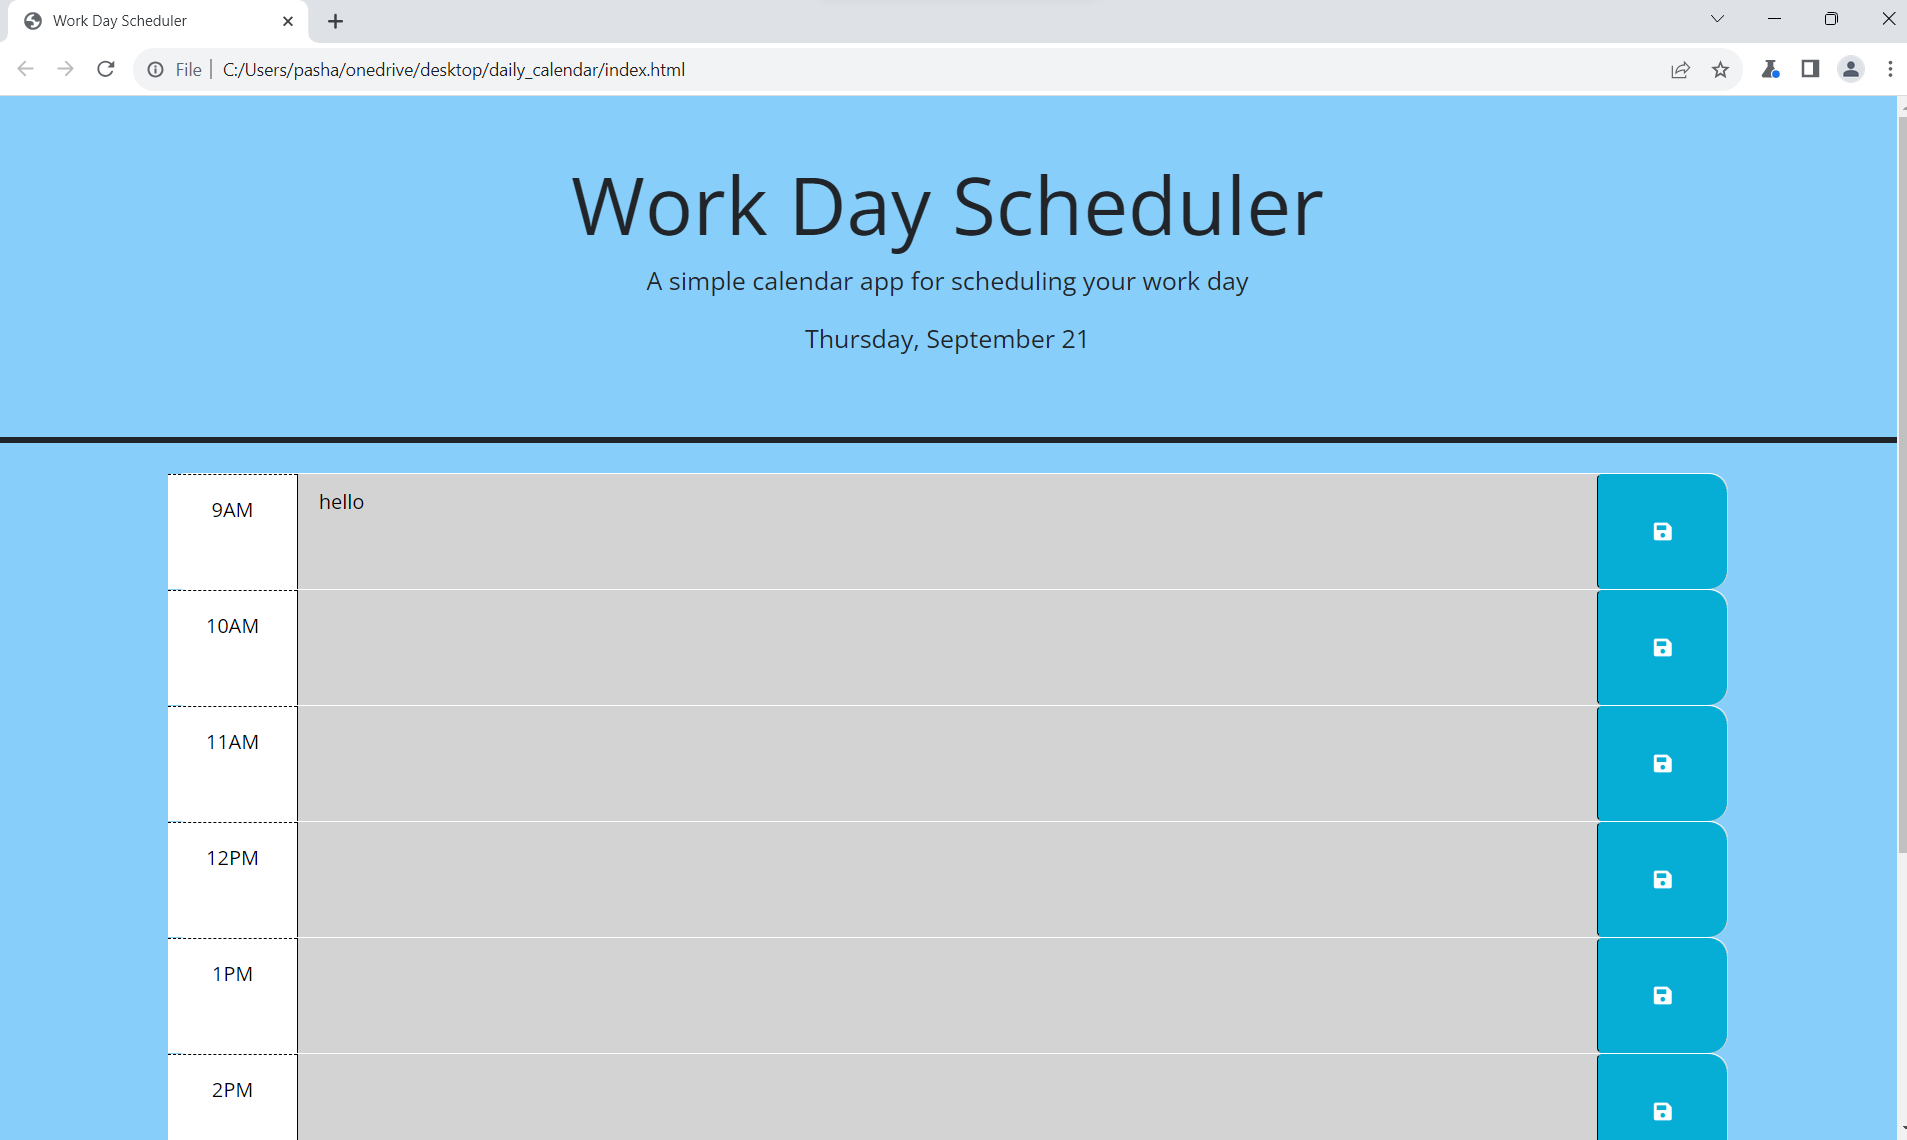 Work Day Scheduler
File C:/Users/pasha/onedrive/desktop/daily_calendar/index.html
Work Day Scheduler
A simple calendar app for scheduling your work day
Thursday, September 21
9AM hello
10AM
11AM
12PM
1PM
2PM